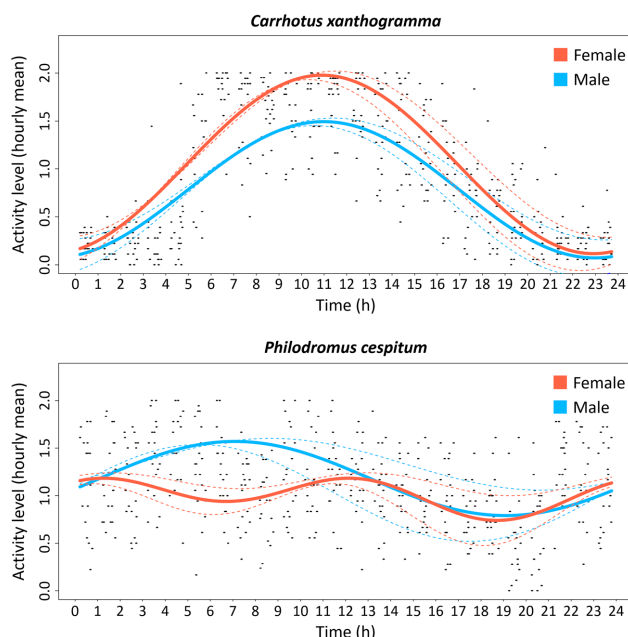 Carrhotus xanthogramma
Female
Male
Activity level (hourly mean)
2.0
1.5
1.0
0.5
0.0
0 1 2 3 4 5 6 7 8 9 10 11 12 13 14 15 16 17 18 19 20 21 22 23 24
Time (h)
Philodromus cespitum
Female
Male
Activity level (hourly mean)
2.0
1.5
1.0
0.5
0.0
0 1 2 3 4 5 6 7 8 9 10 11 12 13 14 15 16 17 18 19 20 21 22 23 24
Time (h)